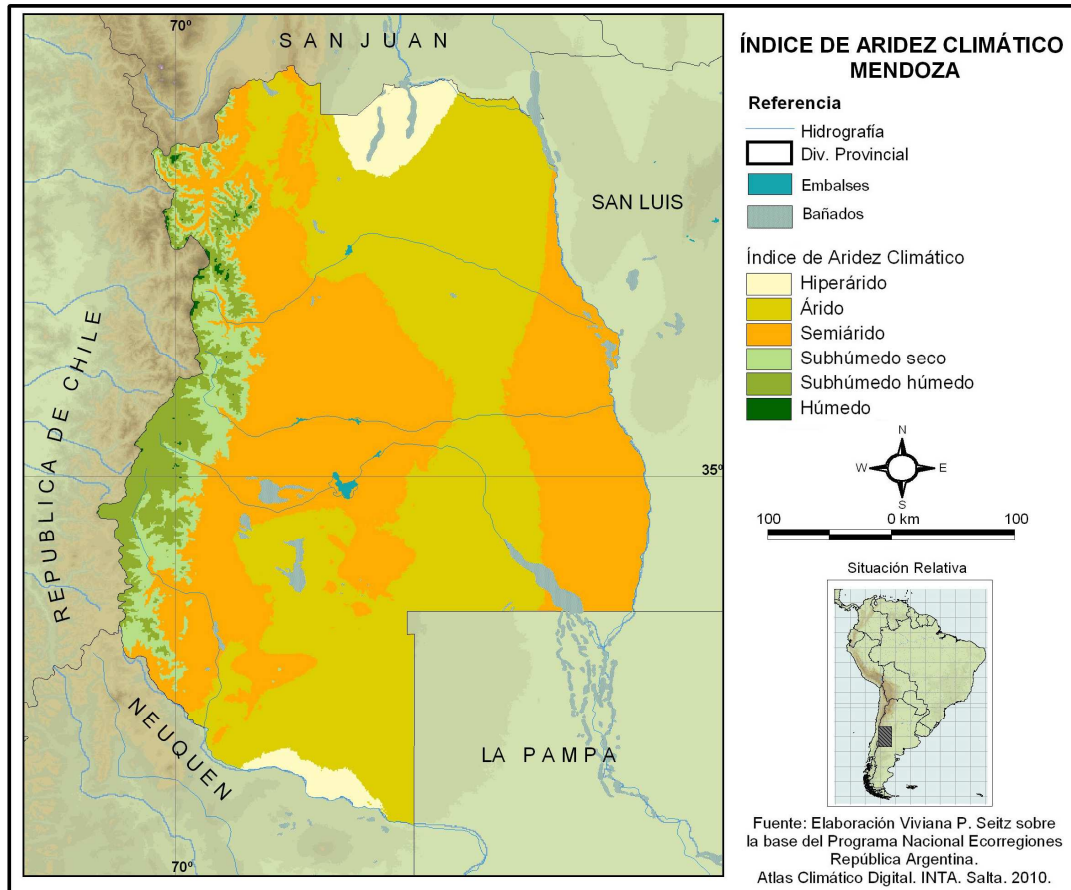 70º
SAN JUAN
SAN LUIS
REPUBLICA DE CHILE
35º
NEUQUEN
LA PAMPA
70º
ÍNDICE DE ARIDEZ CLIMÁTICO
MENDOZA
Referencia
Hidrografía
Div. Provincial
Embalses
Bañados
Índice de Aridez Climático
Hiperárido
Árido
Semiárido
Subhúmedo seco
Subhúmedo húmedo
Húmedo
N
W E
S
100 0 km 100
Situación Relativa
Fuente: Elaboración Viviana P. Seitz sobre
la base del Programa Nacional Ecorregiones
República Argentina.
Atlas Climático Digital. INTA. Salta. 2010.